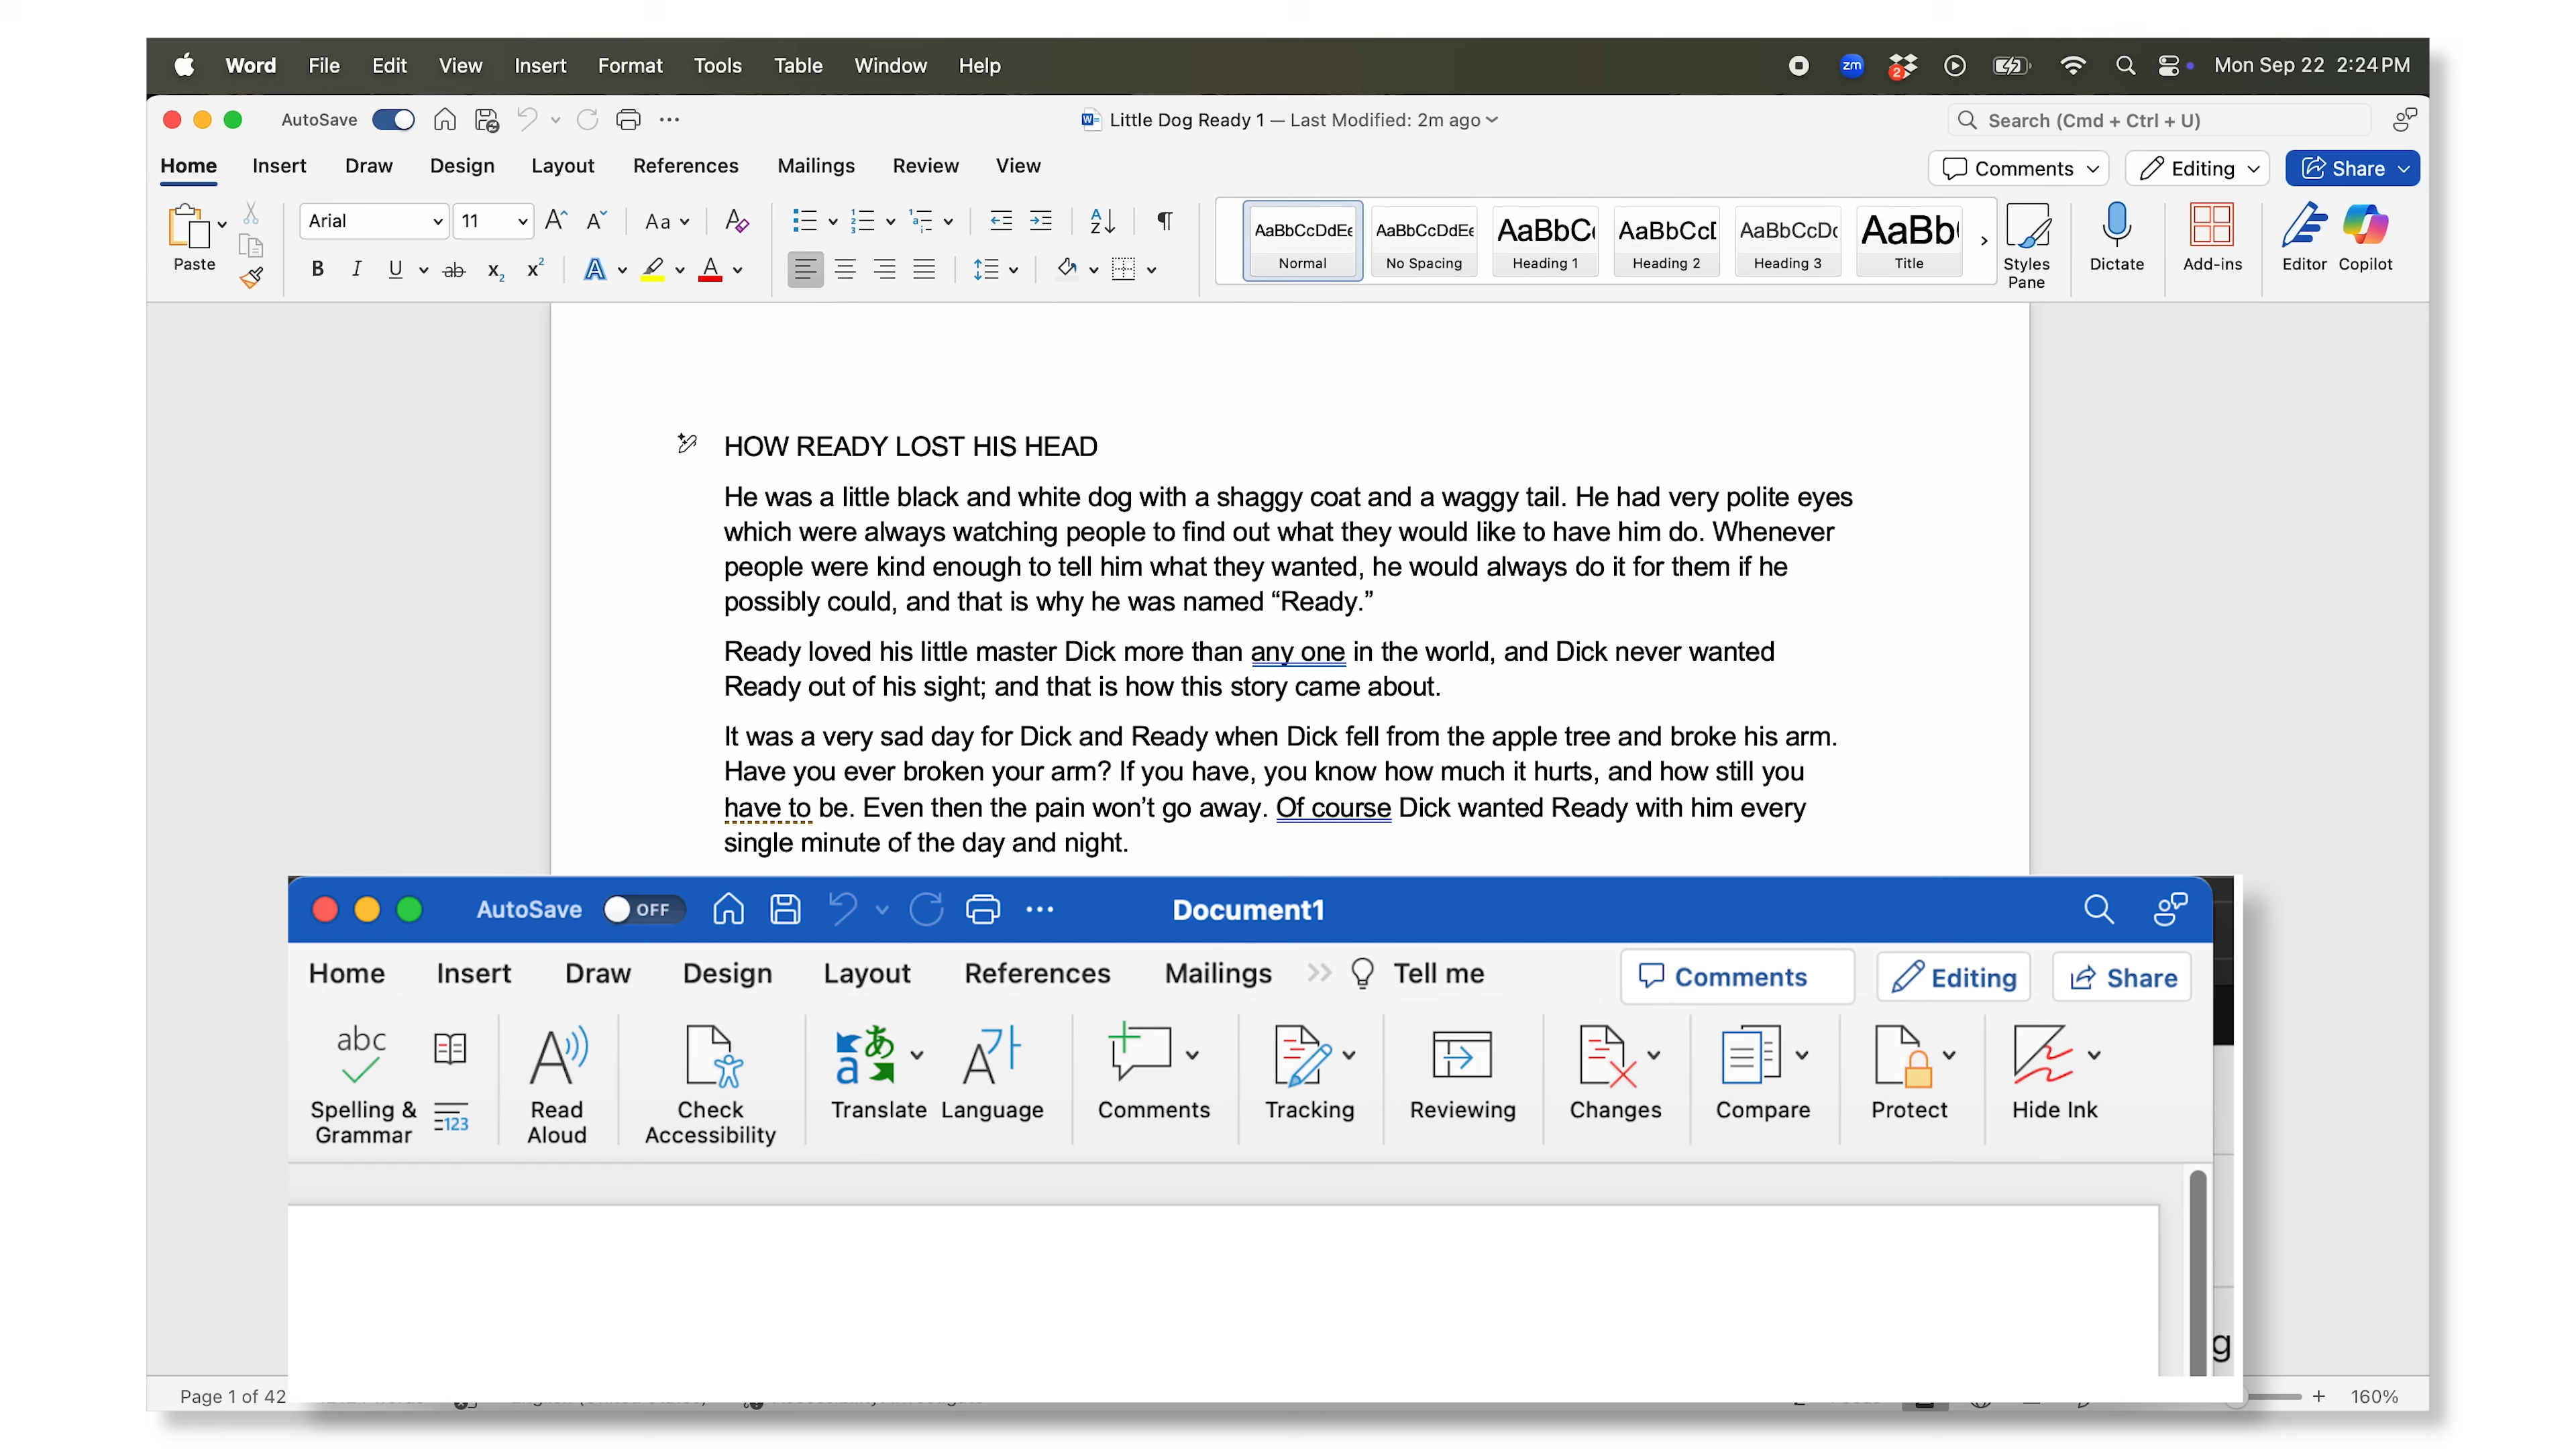 Word File Edit View Insert Format Tools Table Window Help zm 2 Mon Sep 22 2:24 PM
AutoSave Little Dog Ready 1 — Last Modified: 2m ago Search (Cmd + Ctrl + U)
Home Insert Draw Design Layout References Mailings Review View Comments Editing Share
Paste Arial 11 Aa
AaBbCcDdEe AaBbCcDdEe AaBbC AaBbCcD AaBbCcDc AaBb
Normal No Spacing Heading 1 Heading 2 Heading 3 Title
Styles Pane Dictate Add-ins Editor Copilot
HOW READY LOST HIS HEAD
He was a little black and white dog with a shaggy coat and a waggy tail. He had very polite eyes
which were always watching people to find out what they would like to have him do. Whenever
people were kind enough to tell him what they wanted, he would always do it for them if he
possibly could, and that is why he was named “Ready.”
Ready loved his little master Dick more than any one in the world, and Dick never wanted
Ready out of his sight; and that is how this story came about.
It was a very sad day for Dick and Ready when Dick fell from the apple tree and broke his arm.
Have you ever broken your arm? If you have, you know how much it hurts, and how still you
have to be. Even then the pain won’t go away. Of course Dick wanted Ready with him every
single minute of the day and night.
AutoSave OFF Document1
Home Insert Draw Design Layout References Mailings Tell me Comments Editing Share
Spelling & Grammar Read Aloud Check Accessibility Translate Language Comments Tracking Reviewing Changes Compare Protect Hide Ink
g
Page 1 of 42 160%